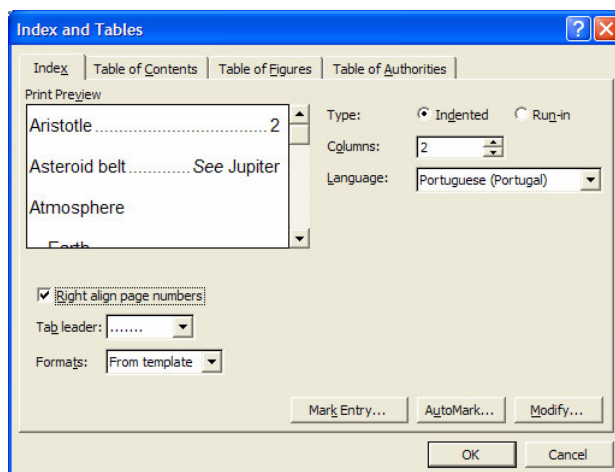 Index and Tables
Index Table of Contents Table of Figures Table of Authorities
Print Preview
Aristotle ................................ 2
Asteroid belt ............. See Jupiter
Atmosphere
Earth
Type: Indented Run-in
Columns: 2
Language: Portuguese (Portugal)
Right align page numbers
Tab leader: .......
Formats: From template
Mark Entry... AutoMark... Modify...
OK Cancel